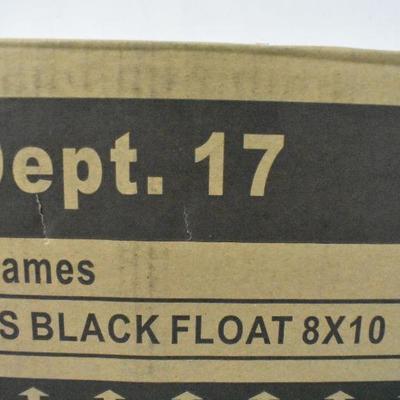 Dept. 17
ames
S BLACK FLOAT 8X10